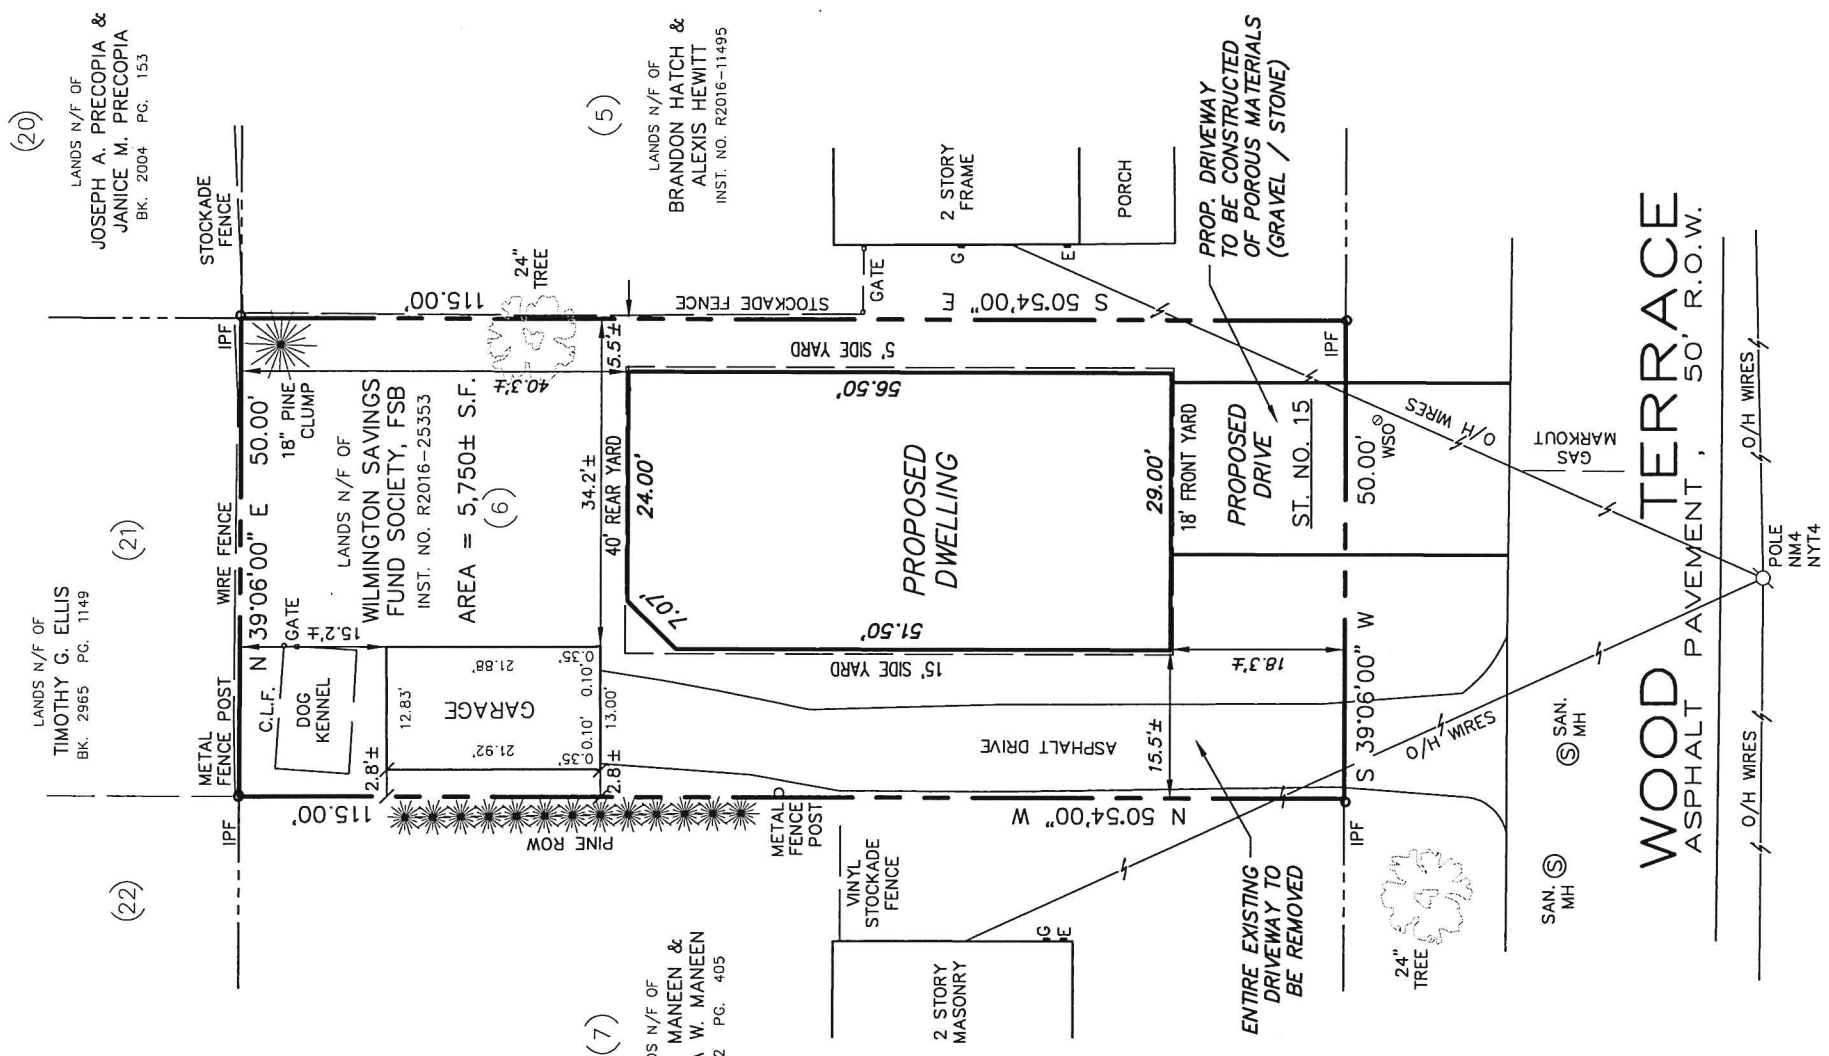 (20)
LANDS N/F OF
JOSEPH A. PRECOPIA &
JANICE M. PRECOPIA
BK. 2004 PG. 153
(21)
LANDS N/F OF
TIMOTHY G. ELLIS
BK. 2965 PG. 1149
(22)
(5)
LANDS N/F OF
BRANDON HATCH &
ALEXIS HEWITT
INST. NO. R2016-11495
(7)
DS N/F OF
MANEEN &
A W. MANEEN
2 PG. 405
STOCKADE
FENCE
IPF
WIRE FENCE
METAL
FENCE POST
IPF
N 39°06'00" E 50.00'
18" PINE
CLUMP
24"
TREE
115.00'
STOCKADE FENCE
S 50°54'00" E
GATE
LANDS N/F OF
WILMINGTON SAVINGS
FUND SOCIETY, FSB
INST. NO. R2016-25353
AREA = 5,750± S.F.
(6)
GATE
15.2'±
C.L.F.
DOG
KENNEL
2.8'±
12.83'
21.88'
GARAGE
21.92'
0.35'
0.10'
13.00'
0.10'
0.35'
2.8'±
115.00'
PINE ROW
METAL
FENCE
POST
N 50°54'00" W
40.3'±
5.5'±
34.2'±
40' REAR YARD
24.00'
7.07'
5' SIDE YARD
56.50'
PROPOSED
DWELLING
51.50'
15' SIDE YARD
29.00'
18' FRONT YARD
18.3'±
15.5'±
ASPHALT DRIVE
PROPOSED
DRIVE
ST. NO. 15
2 STORY
FRAME
PORCH
G
E
PROP. DRIVEWAY
TO BE CONSTRUCTED
OF POROUS MATERIALS
(GRAVEL / STONE)
VINYL
STOCKADE
FENCE
2 STORY
MASONRY
G
E
ENTIRE EXISTING
DRIVEWAY TO
BE REMOVED
IPF
IPF
S 39°06'00" W 50.00'
WSO
O/H WIRES
O/H WIRES
GAS
MARKOUT
24"
TREE
SAN. S
MH
S SAN.
MH
WOOD TERRACE
ASPHALT PAVEMENT, 50' R.O.W.
O/H WIRES
O/H WIRES
POLE
NM4
NYT4